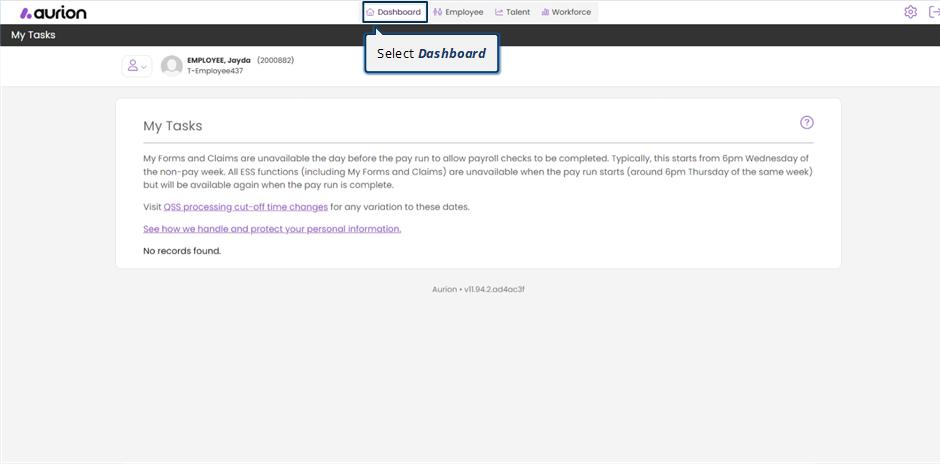 aurion
Dashboard Employee Talent Workforce
My Tasks
Select Dashboard
EMPLOYEE, Jayda (2000882)
T-Employee437
My Tasks
My Forms and Claims are unavailable the day before the pay run to allow payroll checks to be completed. Typically, this starts from 6pm Wednesday of
the non-pay week. All ESS functions (including My Forms and Claims) are unavailable when the pay run starts (around 6pm Thursday of the same week)
but will be available again when the pay run is complete.
Visit QSS processing cut-off time changes for any variation to these dates.
See how we handle and protect your personal information.
No records found.
Aurion • v11.94.2.ad4ac3f